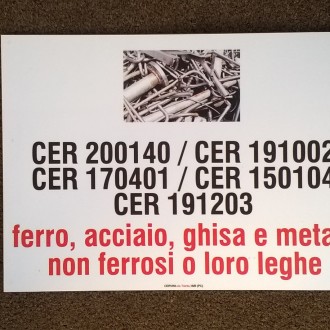 CER 200140 / CER 191002
CER 170401 / CER 150104
CER 191203
ferro, acciaio, ghisa e meta
non ferrosi o loro leghe